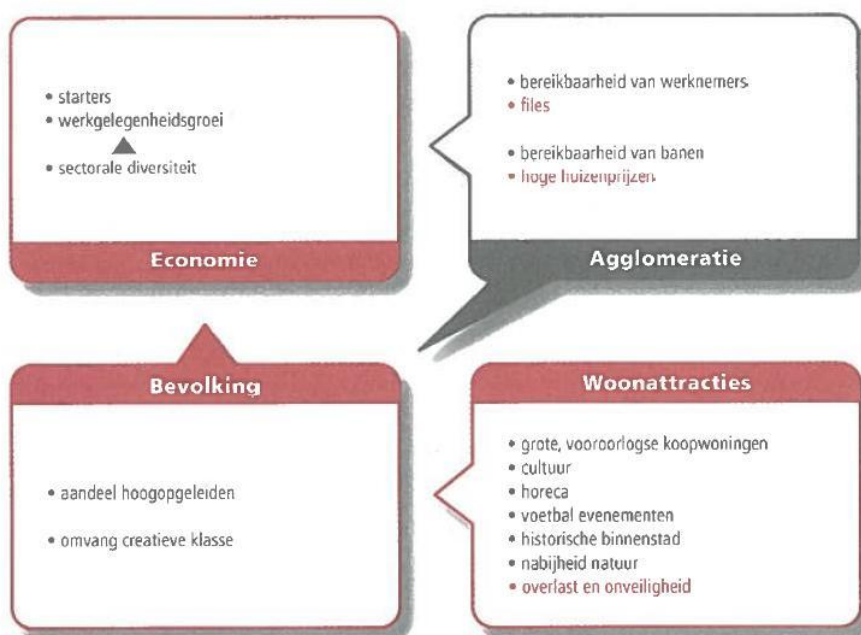 • starters
• werkgelegenheidsgroei
• sectorale diversiteit
Economie
• bereikbaarheid van werknemers
• files
• bereikbaarheid van banen
• hoge huizenprijzen
Agglomeratie
Bevolking
• aandeel hoogopgeleiden
• omvang creatieve klasse
Woonattracties
• grote, vooroorlogse koopwoningen
• cultuur
• horeca
• voetbal evenementen
• historische binnenstad
• nabijheid natuur
• overlast en onveiligheid